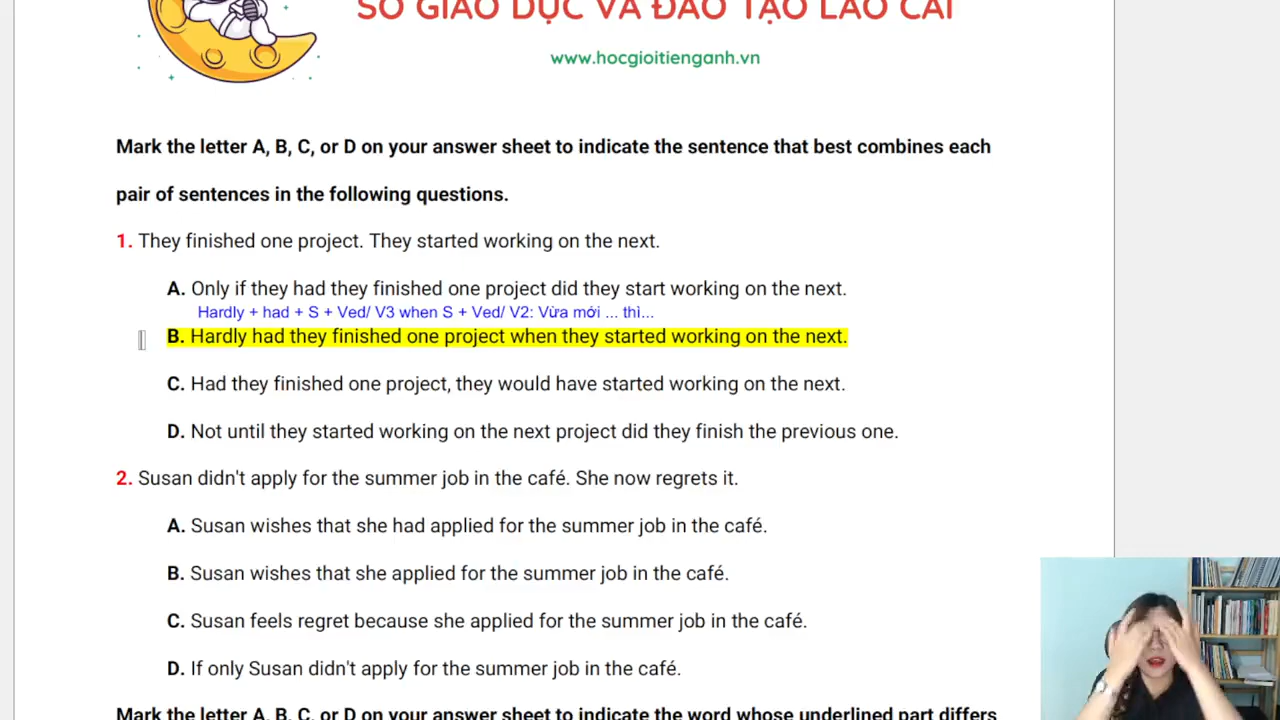 SỞ GIÁO DỤC VÀ ĐÀO TẠO LÀO CAI
www.hocgioitienganh.vn
Mark the letter A, B, C, or D on your answer sheet to indicate the sentence that best combines each
pair of sentences in the following questions.
1. They finished one project. They started working on the next.
A. Only if they had they finished one project did they start working on the next.
Hardly + had + S + Ved/ V3 when S + Ved/ V2: Vừa mới ... thì...
B. Hardly had they finished one project when they started working on the next.
C. Had they finished one project, they would have started working on the next.
D. Not until they started working on the next project did they finish the previous one.
2. Susan didn't apply for the summer job in the café. She now regrets it.
A. Susan wishes that she had applied for the summer job in the café.
B. Susan wishes that she applied for the summer job in the café.
C. Susan feels regret because she applied for the summer job in the café.
D. If only Susan didn't apply for the summer job in the café.
Mark the letter A, B, C, or D on your answer sheet to indicate the word whose underlined part differs